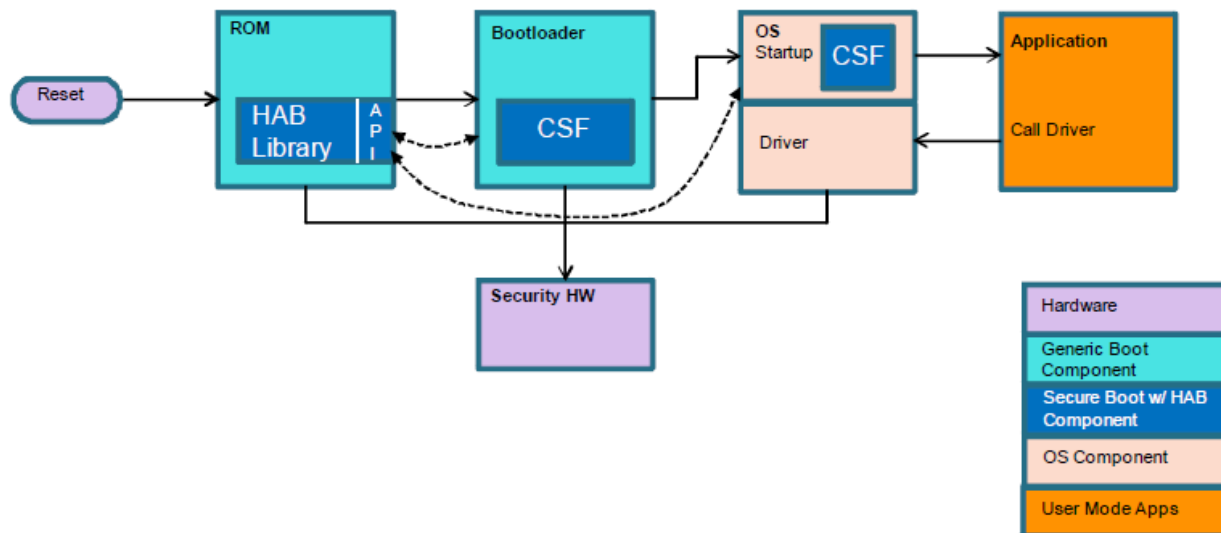 ROM
Bootloader
OS
Startup
CSF
Application
Reset
HAB
Library
A
P
I
CSF
Driver
Call Driver
Security HW
Hardware
Generic Boot
Component
Secure Boot w/ HAB
Component
OS Component
User Mode Apps